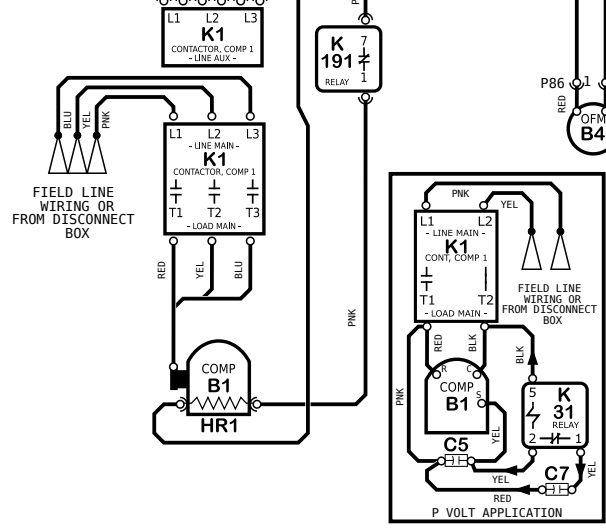 P
L1 L2 L3
K1
CONTACTOR, COMP 1
- LINE AUX -
K 7
191
RELAY 1
P86 1
RED
OFM
B4
BLU
YEL
PNK
L1 L2 L3
- LINE MAIN -
K1
CONTACTOR, COMP 1
T1 T2 T3
- LOAD MAIN -
FIELD LINE
WIRING OR
FROM DISCONNECT
BOX
RED
YEL
BLU
PNK
COMP
B1
HR1
PNK
YEL
L1 L2
- LINE MAIN -
K1
CONT, COMP 1
T1 T2
- LOAD MAIN -
FIELD LINE
WIRING OR
FROM DISCONNECT
BOX
RED
BLK
BLK
PNK
R C
COMP
B1
S
YEL
5 K
31
RELAY
2 1
C5
C7
YEL
YEL
RED
P VOLT APPLICATION